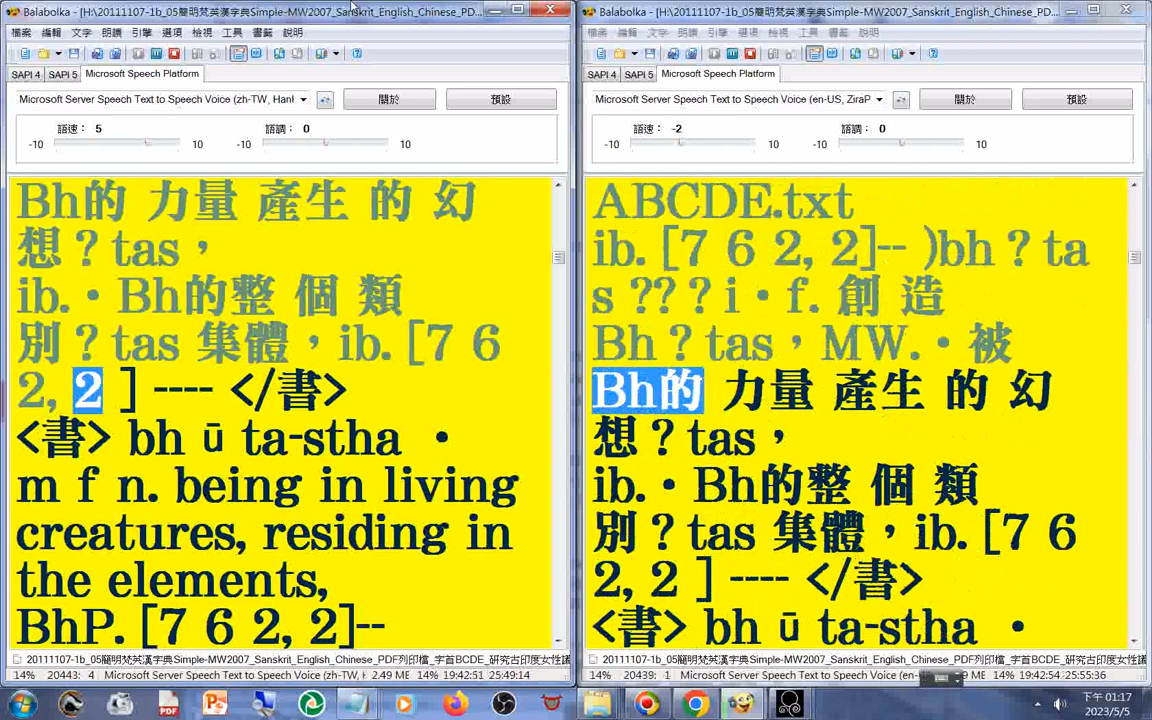 Balabolka - [H:\20111107-1b_05簡明梵英漢字典Simple-MW2007_Sanskrit_English_Chinese_PD...
檔案 編輯 文字 朗讀 引擎 選項 檢視 工具 書籤 說明
SAPI 4 SAPI 5 Microsoft Speech Platform
Microsoft Server Speech Text to Speech Voice (zh-TW, HanH
關於 預設
語速： 5 語調： 0
-10 10 -10 10
Bh的 力量 產生 的 幻
想？tas，
ib.・Bh的整 個 類
別？tas 集體，ib. [7 6
2, 2 ] ---- </書>
<書> bh ū ta-stha ・
m f n. being in living
creatures, residing in
the elements,
BhP. [7 6 2, 2]--
20111107-1b_05簡明梵英漢字典Simple-MW2007_Sanskrit_English_Chinese_PDF列印檔_字首BCDE_研究古印度女性議
14% 20443: 4 Microsoft Server Speech Text to Speech Voice (zh-TW, H 2.49 MB 14% 19:42:51 25:49:14
Balabolka - [H:\20111107-1b_05簡明梵英漢字典Simple-MW2007_Sanskrit_English_Chinese_PD...
檔案 編輯 文字 朗讀 引擎 選項 檢視 工具 書籤 說明
SAPI 4 SAPI 5 Microsoft Speech Platform
Microsoft Server Speech Text to Speech Voice (en-US, ZiraP
關於 預設
語速： -2 語調： 0
-10 10 -10 10
ABCDE.txt
ib. [7 6 2, 2]-- )bh？ta
s ??？i・f. 創 造
Bh？tas，MW.・被
Bh的 力量 產生 的 幻
想？tas，
ib.・Bh的整 個 類
別？tas 集體，ib. [7 6
2, 2 ] ---- </書>
<書> bh ū ta-stha ・
20111107-1b_05簡明梵英漢字典Simple-MW2007_Sanskrit_English_Chinese_PDF列印檔_字首BCDE_研究古印度女性議
14% 20439: 1 Microsoft Server Speech Text to Speech Voice MB 14% 19:42:54 25:55:36
下午 01:17
2023/5/5